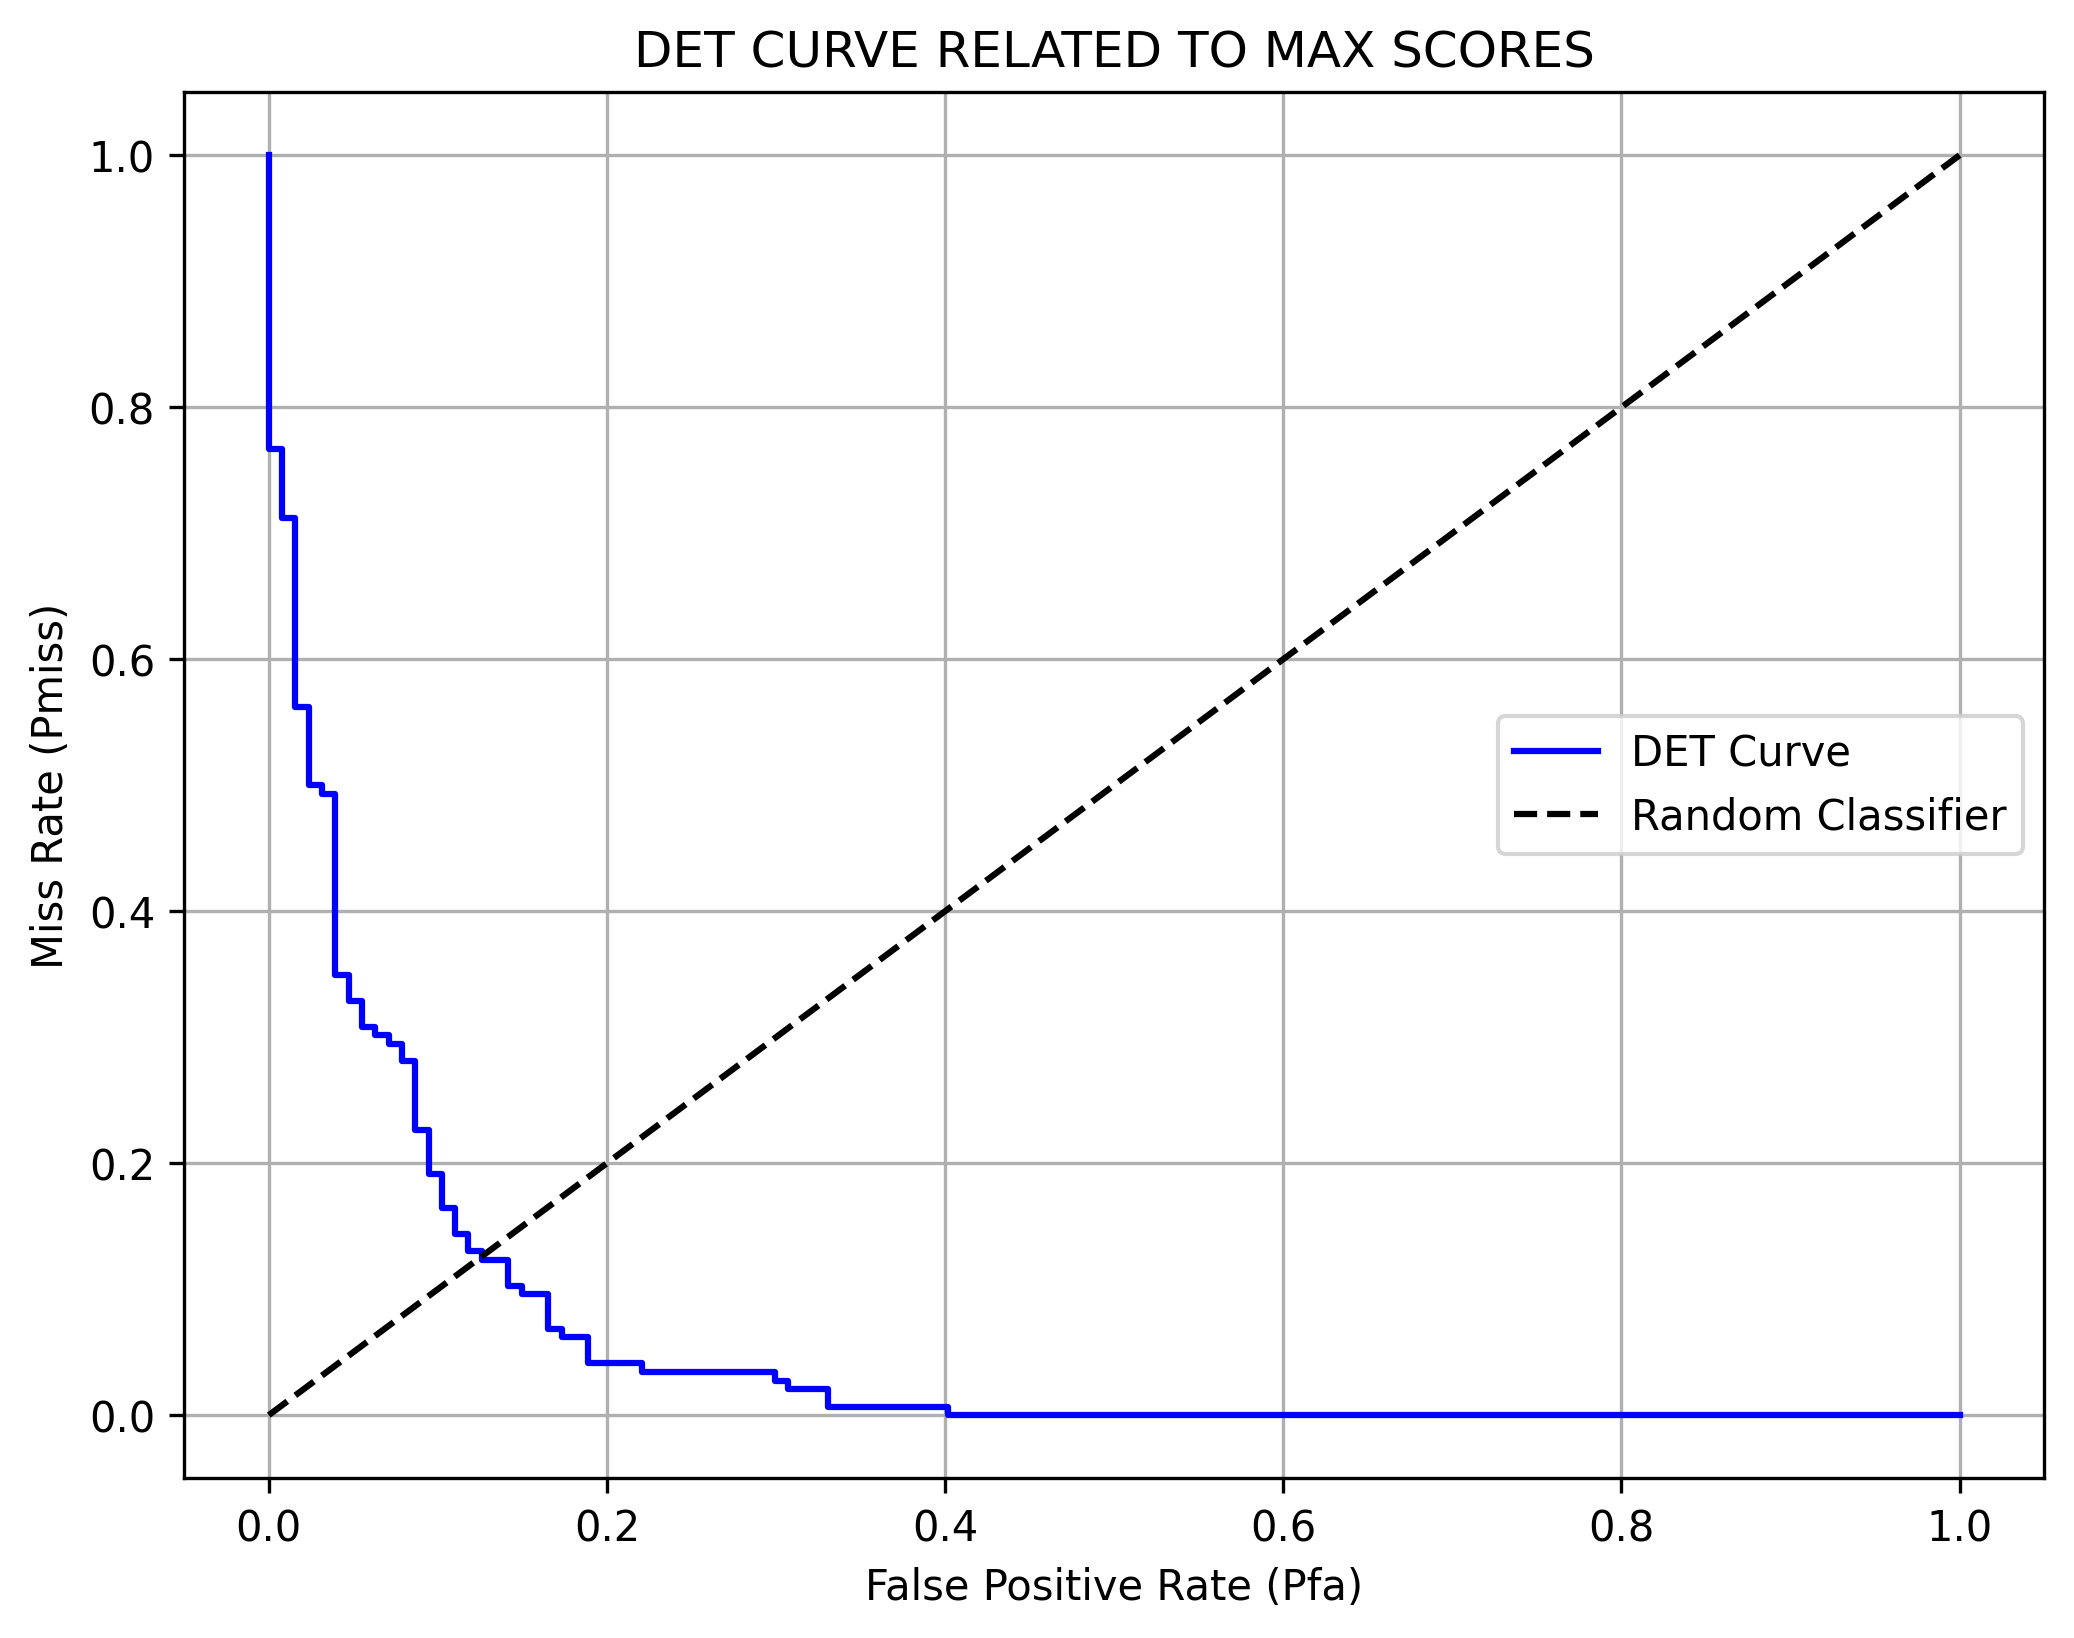 DET CURVE RELATED TO MAX SCORES
1.0
0.8
0.6
0.4
0.2
0.0
Miss Rate (Pmiss)
DET Curve
Random Classifier
0.0 0.2 0.4 0.6 0.8 1.0
False Positive Rate (Pfa)